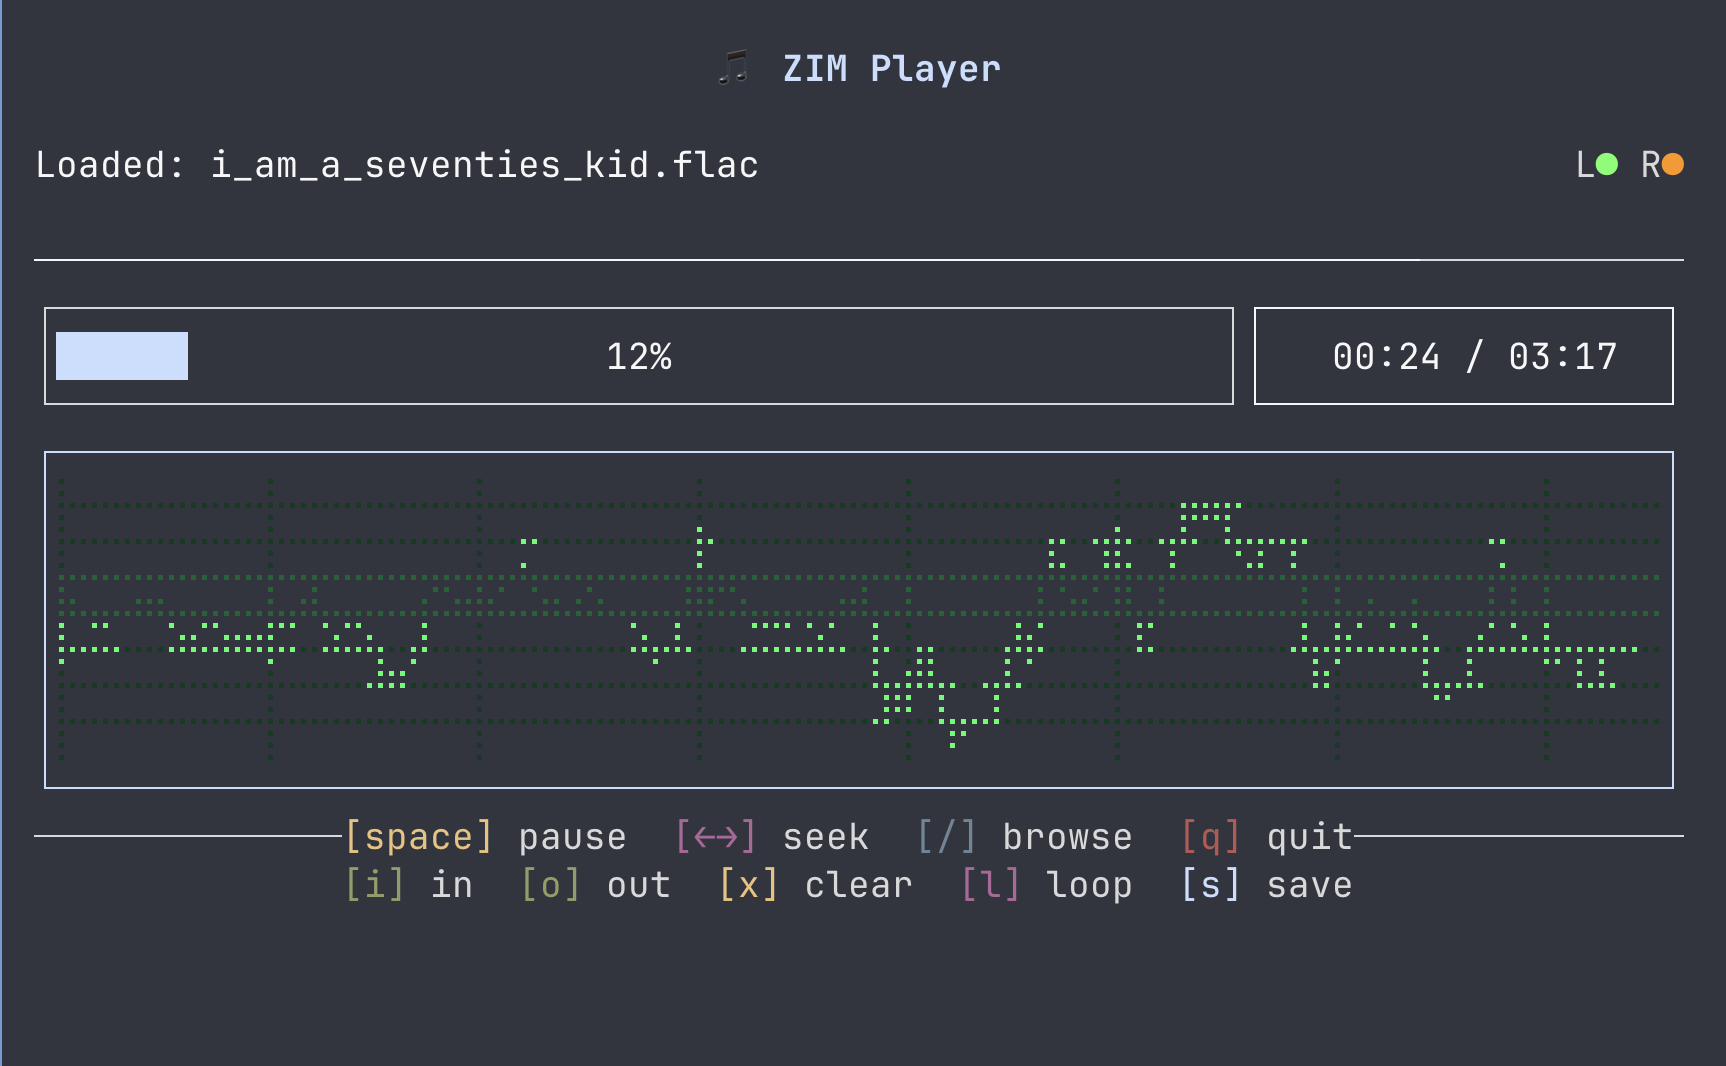 🎵 ZIM Player
Loaded: i_am_a_seventies_kid.flac
L● R●
12%
00:24 / 03:17
[space] pause [←→] seek [/] browse [q] quit
[i] in [o] out [x] clear [l] loop [s] save